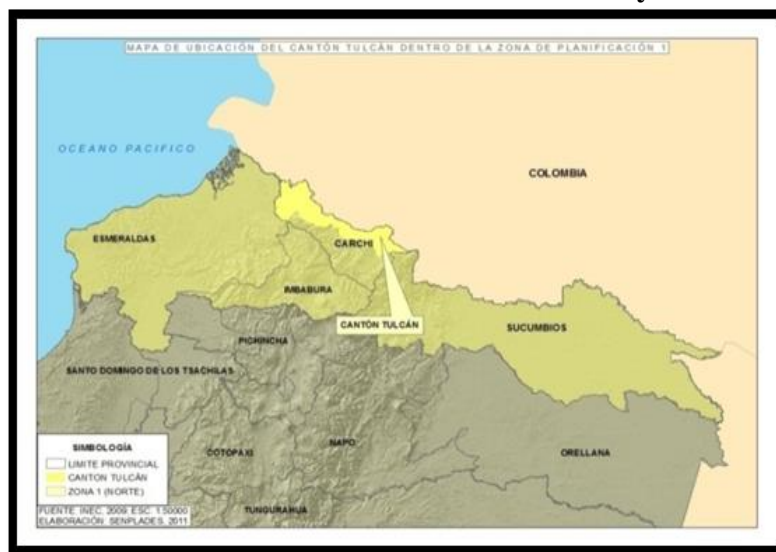 MAPA DE UBICACIÓN DEL CANTÓN TULCÁN DENTRO DE LA ZONA DE PLANIFICACIÓN 1
OCEANO PACIFICO
COLOMBIA
ESMERALDAS
CARCHI
IMBABURA
CANTÓN TULCÁN
SUCUMBIOS
PICHINCHA
SANTO DOMINGO DE LOS TSACHILAS
NAPO
COTOPAXI
ORELLANA
TUNGURAHUA
SIMBOLOGÍA
LIMITE PROVINCIAL
CANTON TULCÁN
ZONA 1 (NORTE)
FUENTE: INEC, 2009. ESC. 1:50000
ELABORACIÓN: SENPLADES, 2011